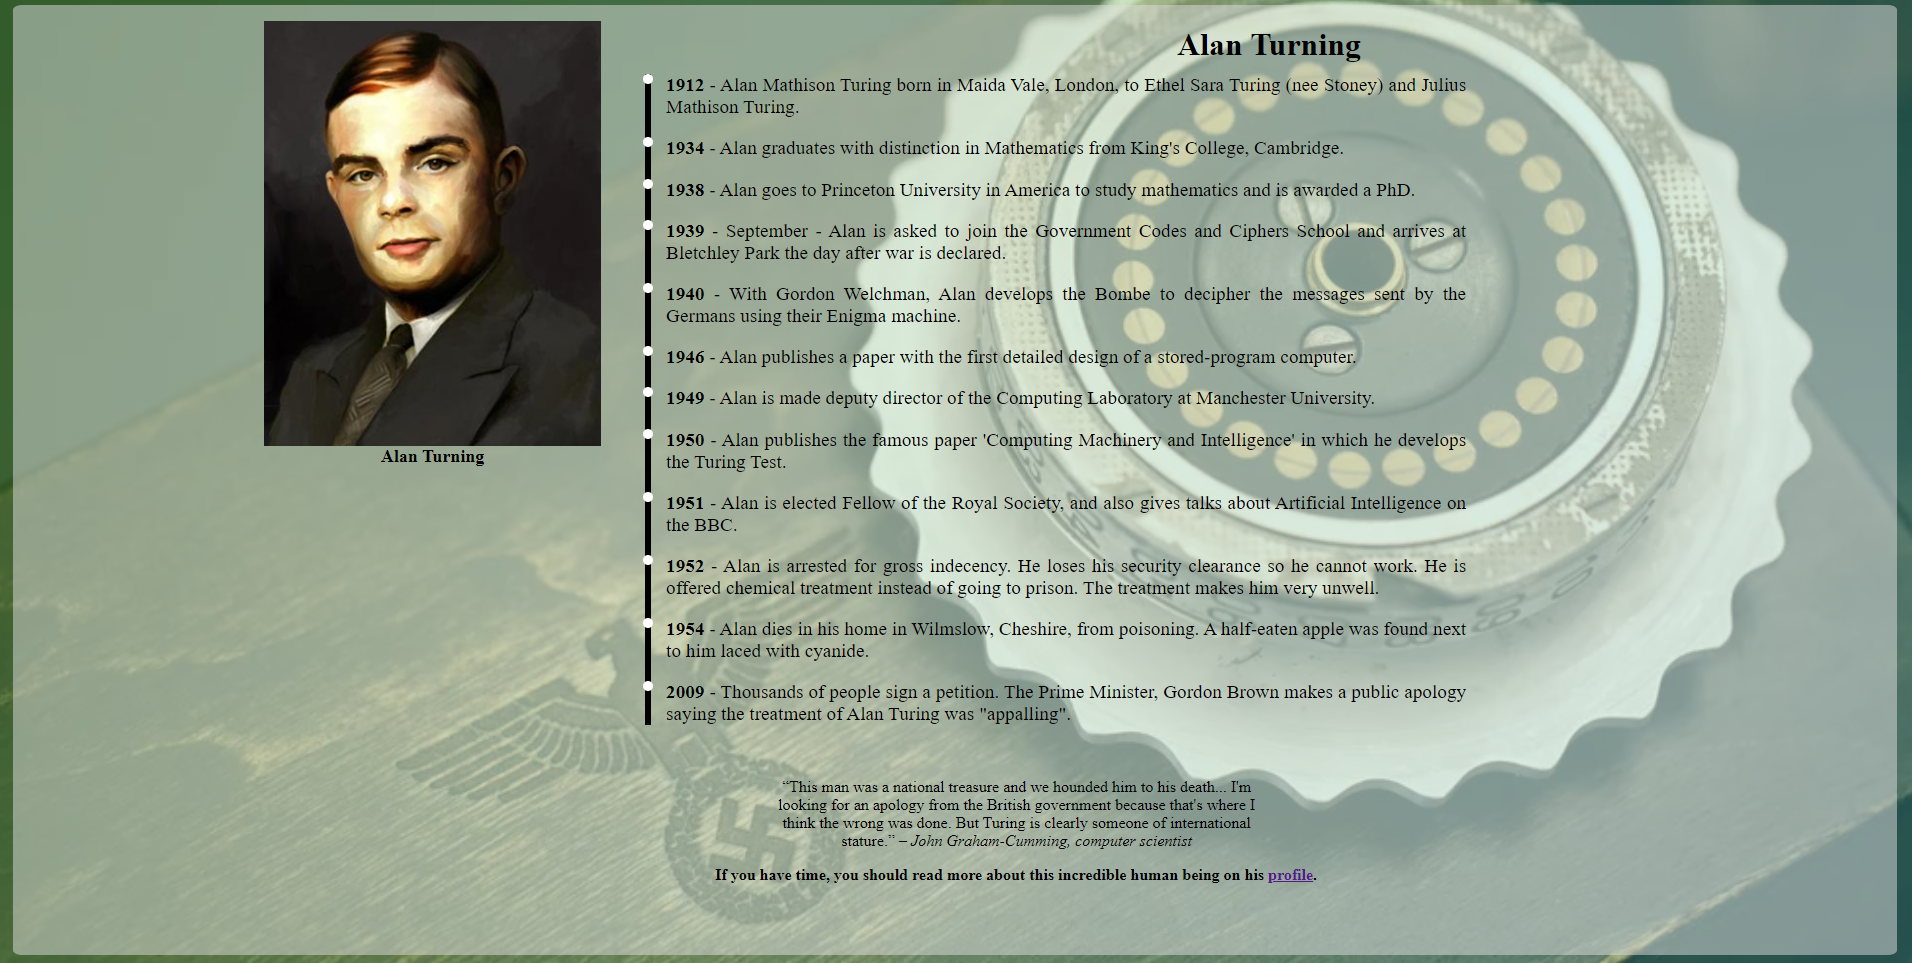 Alan Turning
1912 - Alan Mathison Turing born in Maida Vale, London, to Ethel Sara Turing (nee Stoney) and Julius
Mathison Turing.
1934 - Alan graduates with distinction in Mathematics from King's College, Cambridge.
1938 - Alan goes to Princeton University in America to study mathematics and is awarded a PhD.
1939 - September - Alan is asked to join the Government Codes and Ciphers School and arrives at
Bletchley Park the day after war is declared.
1940 - With Gordon Welchman, Alan develops the Bombe to decipher the messages sent by the
Germans using their Enigma machine.
1946 - Alan publishes a paper with the first detailed design of a stored-program computer.
1949 - Alan is made deputy director of the Computing Laboratory at Manchester University.
1950 - Alan publishes the famous paper 'Computing Machinery and Intelligence' in which he develops
the Turing Test.
1951 - Alan is elected Fellow of the Royal Society, and also gives talks about Artificial Intelligence on
the BBC.
1952 - Alan is arrested for gross indecency. He loses his security clearance so he cannot work. He is
offered chemical treatment instead of going to prison. The treatment makes him very unwell.
1954 - Alan dies in his home in Wilmslow, Cheshire, from poisoning. A half-eaten apple was found next
to him laced with cyanide.
2009 - Thousands of people sign a petition. The Prime Minister, Gordon Brown makes a public apology
saying the treatment of Alan Turing was "appalling".
Alan Turning
“This man was a national treasure and we hounded him to his death... I'm
looking for an apology from the British government because that's where I
think the wrong was done. But Turing is clearly someone of international
stature.” – John Graham-Cumming, computer scientist
If you have time, you should read more about this incredible human being on his profile.